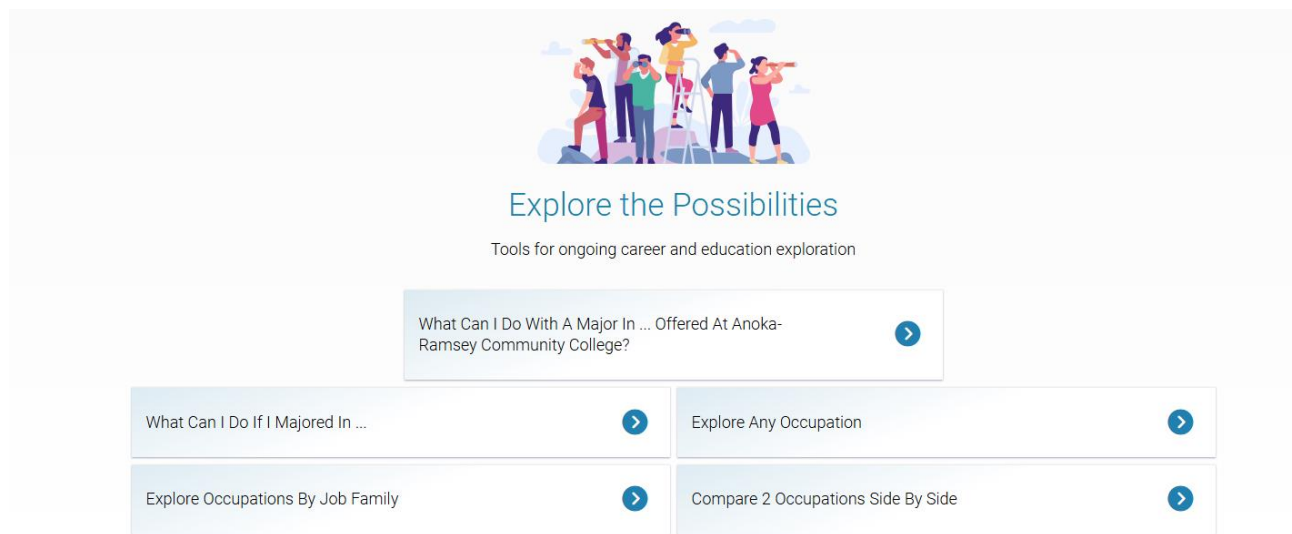 Explore the Possibilities
Tools for ongoing career and education exploration
What Can I Do With A Major In ... Offered At Anoka-
Ramsey Community College?
What Can I Do If I Majored In ...
Explore Any Occupation
Explore Occupations By Job Family
Compare 2 Occupations Side By Side